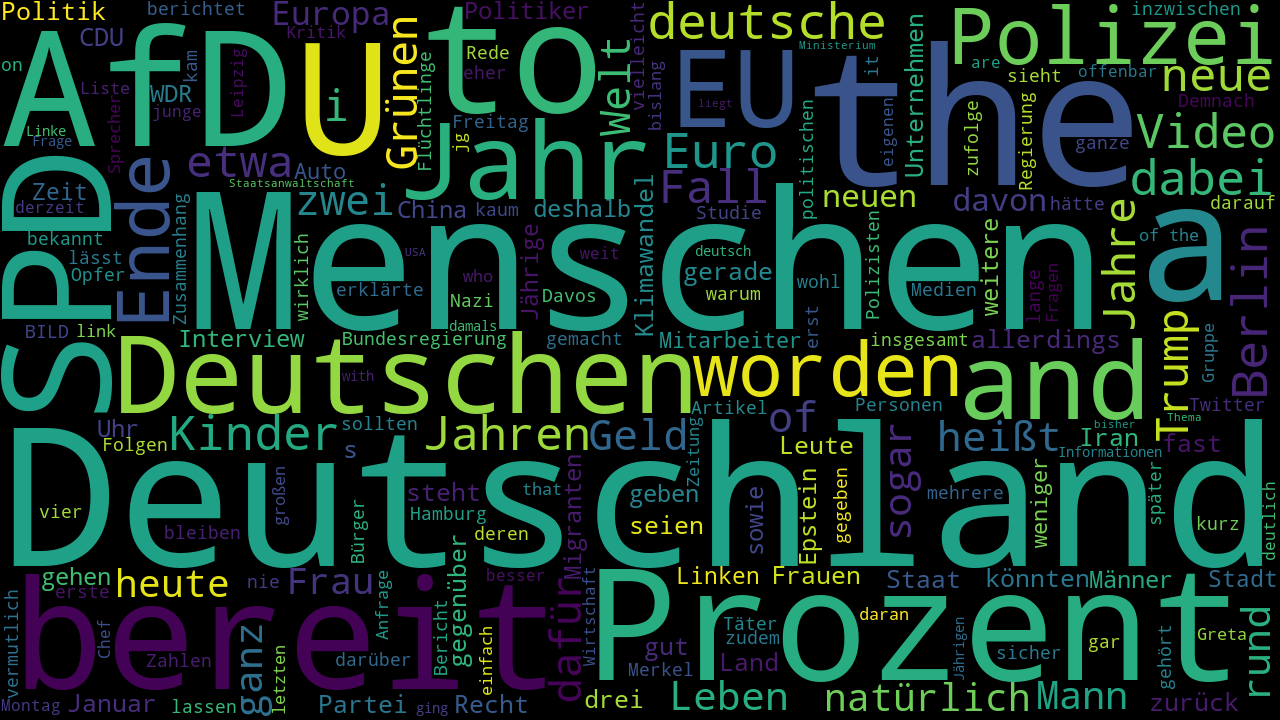 Politik
berichtet
Europa
Politiker
deutsche
Polizei
inzwischen
CDU
Kritik
AfD
U
to
Grünen
Rede
Welt
Vielleicht
Ministerium
EU
the
it
are
sieht
offenbar
neue
on
kam
Leipzig
i
eher
Flüchtlinge
bislang
liegt
Unternehmen
Demnach
Liste
WDR
junge
Sprecher
Freitag
jg
Jahr
Euro
eigenen
zufolge
Regierung
ganze
Video
Linke
Frage
etwa
Auto
Staatsanwaltschaft
Fall
politischen
dabei
SPD
Zeit
derzeit
Ende
zwei
China
kaum
deshalb
Studie
neuen
davon
hätte
darauf
Menschen
Jahre
a
of the
bekannt
lässt
Opfer
Zusammenhang
wirklich
erklärte
USA
who
Nazi
Jährige
weit
Davos
Klimawandel
deutsch
gerade
warum
wohl
Polizisten
Medien
weitere
lange
Fragen
Berlin
BILD
link
Interview
Bundesregierung
damals
gemacht
Mitarbeiter
erst
insgesamt
allerdings
Trump
Gruppe
Deutschen
with
worden
and
Artikel
of
Personen
Twitter
Thema
Uhr
Folgen
Kinder
s
sollten
Jahren
Geld
Zeitung
Leute
sogar
heißt
bisher
Iran
Informationen
fast
Deutschland
vier
großen
bleiben
Bürger
steht
Hamburg
that
deren
Migranten
geben
seien
sowie
Epstein
gegeben
mehrere
weniger
später
kurz
deutlich
gehen
erste
heute
nie
Frau
Anfrage
gegenüber
besser
Wirtschaft
Linken
Frauen
Staat
könnten
Männer
Stadt
bereit
dafür
Prozent
vermutlich
Chef
Zahlen
ganz
letzten
darüber
Bericht
einfach
gut
Merkel
Täter
zudem
Land
daran
Jährigen
sicher
gar
gehört
Greta
rund
Montag
Januar
lassen
Partei
ging
Recht
drei
Leben
natürlich
Mann
zurück